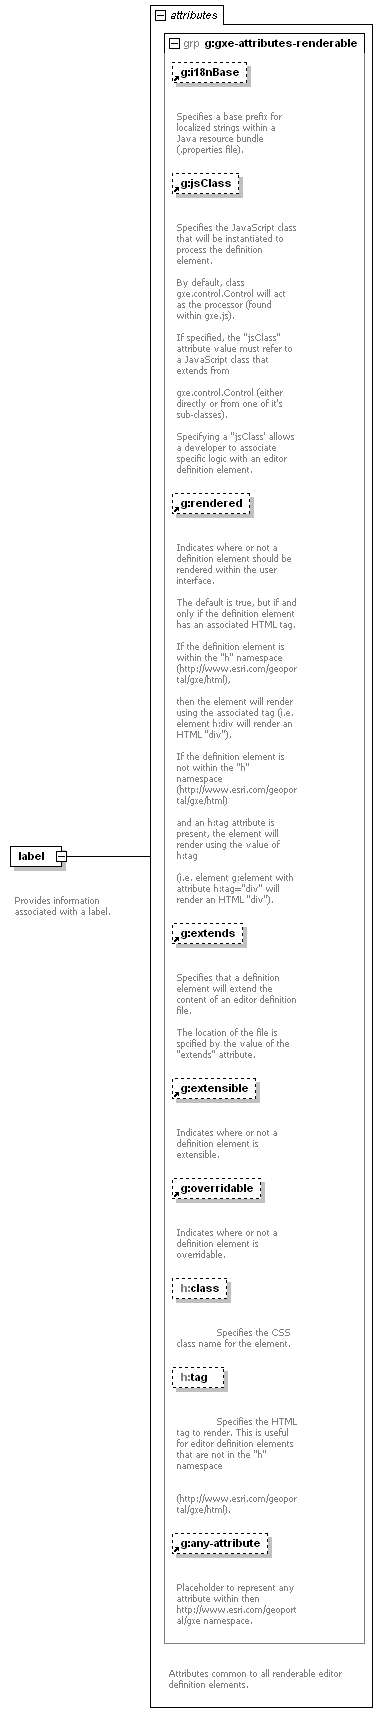 attributes
grp g:gxe-attributes-renderable
g:i18nBase
Specifies a base prefix for
localized strings within a
Java resource bundle
(.properties file).
g:jsClass
Specifies the JavaScript class
that will be instantiated to
process the definition
element.
By default, class
gxe.control.Control will act
as the processor (found
within gxe.js).
If specified, the "jsClass"
attribute value must refer to
a JavaScript class that
extends from
gxe.control.Control (either
directly or from one of it's
sub-classes).
Specifying a "jsClass' allows
a developer to associate
specific logic with an editor
definition element.
g:rendered
Indicates where or not a
definition element should be
rendered within the user
interface.
The default is true, but if and
only if the definition element
has an associated HTML tag.
If the definition element is
within the "h" namespace
(http://www.esri.com/geopor
tal/gxe/html),
then the element will render
using the associated tag (i.e.
element h:div will render an
HTML "div").
If the definition element is
not within the "h"
namespace
(http://www.esri.com/geopor
tal/gxe/html)
and an h:tag attribute is
present, the element will
render using the value of
h:tag
(i.e. element g:element with
attribute h:tag="div" will
render an HTML "div").
label
Provides information
associated with a label.
g:extends
Specifies that a definition
element will extend the
content of an editor definition
file.
The location of the file is
spcified by the value of the
"extends" attribute.
g:extensible
Indicates where or not a
definition element is
extensible.
g:overridable
Indicates where or not a
definition element is
overridable.
h:class
Specifies the CSS
class name for the element.
h:tag
Specifies the HTML
tag to render. This is useful
for editor definition elements
that are not in the "h"
namespace
(http://www.esri.com/geopor
tal/gxe/html).
g:any-attribute
Placeholder to represent any
attribute within then
http://www.esri.com/geoport
al/gxe namespace.
Attributes common to all renderable editor
definition elements.